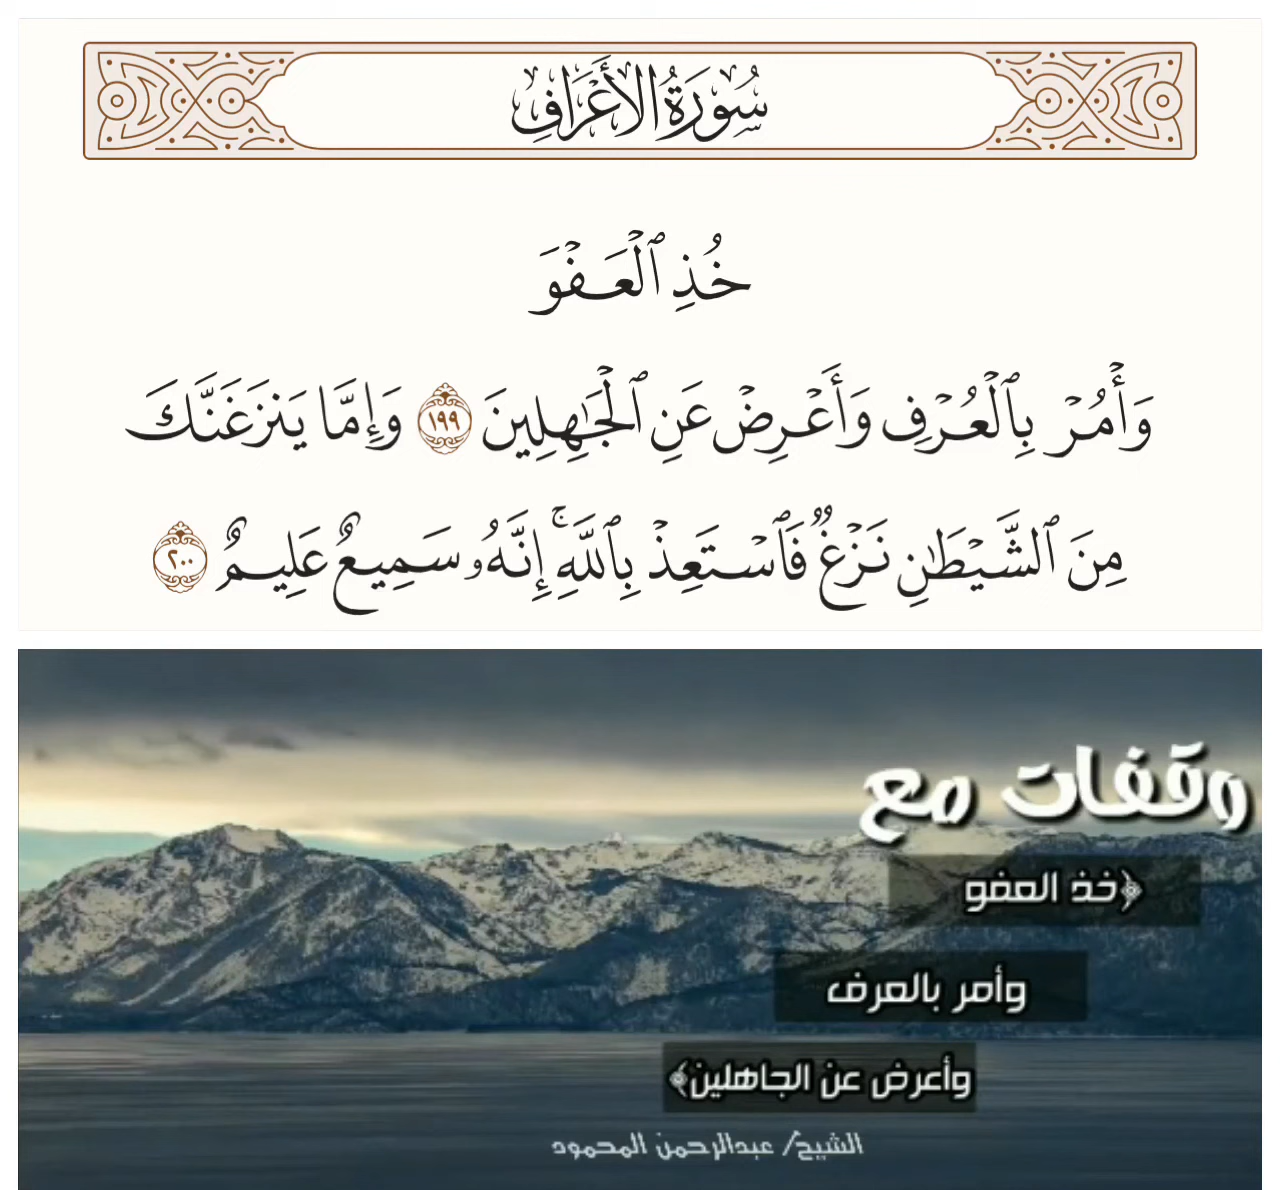 سُورَةُ الأَعْرَافِ
خُذِ ٱلْعَفْوَ
وَأْمُرْ بِٱلْعُرْفِ وَأَعْرِضْ عَنِ ٱلْجَٰهِلِينَ ١٩٩ وَإِمَّا يَنزَغَنَّكَ
مِنَ ٱلشَّيْطَٰنِ نَزْغٌ فَٱسْتَعِذْ بِٱللَّهِ ۚ إِنَّهُۥ سَمِيعٌ عَلِيمٌ ٢٠٠
وقفات مع
﴿خذ العفو
وأمر بالعرف
وأعرض عن الجاهلين﴾
الشيخ/ عبدالرحمن المحمود